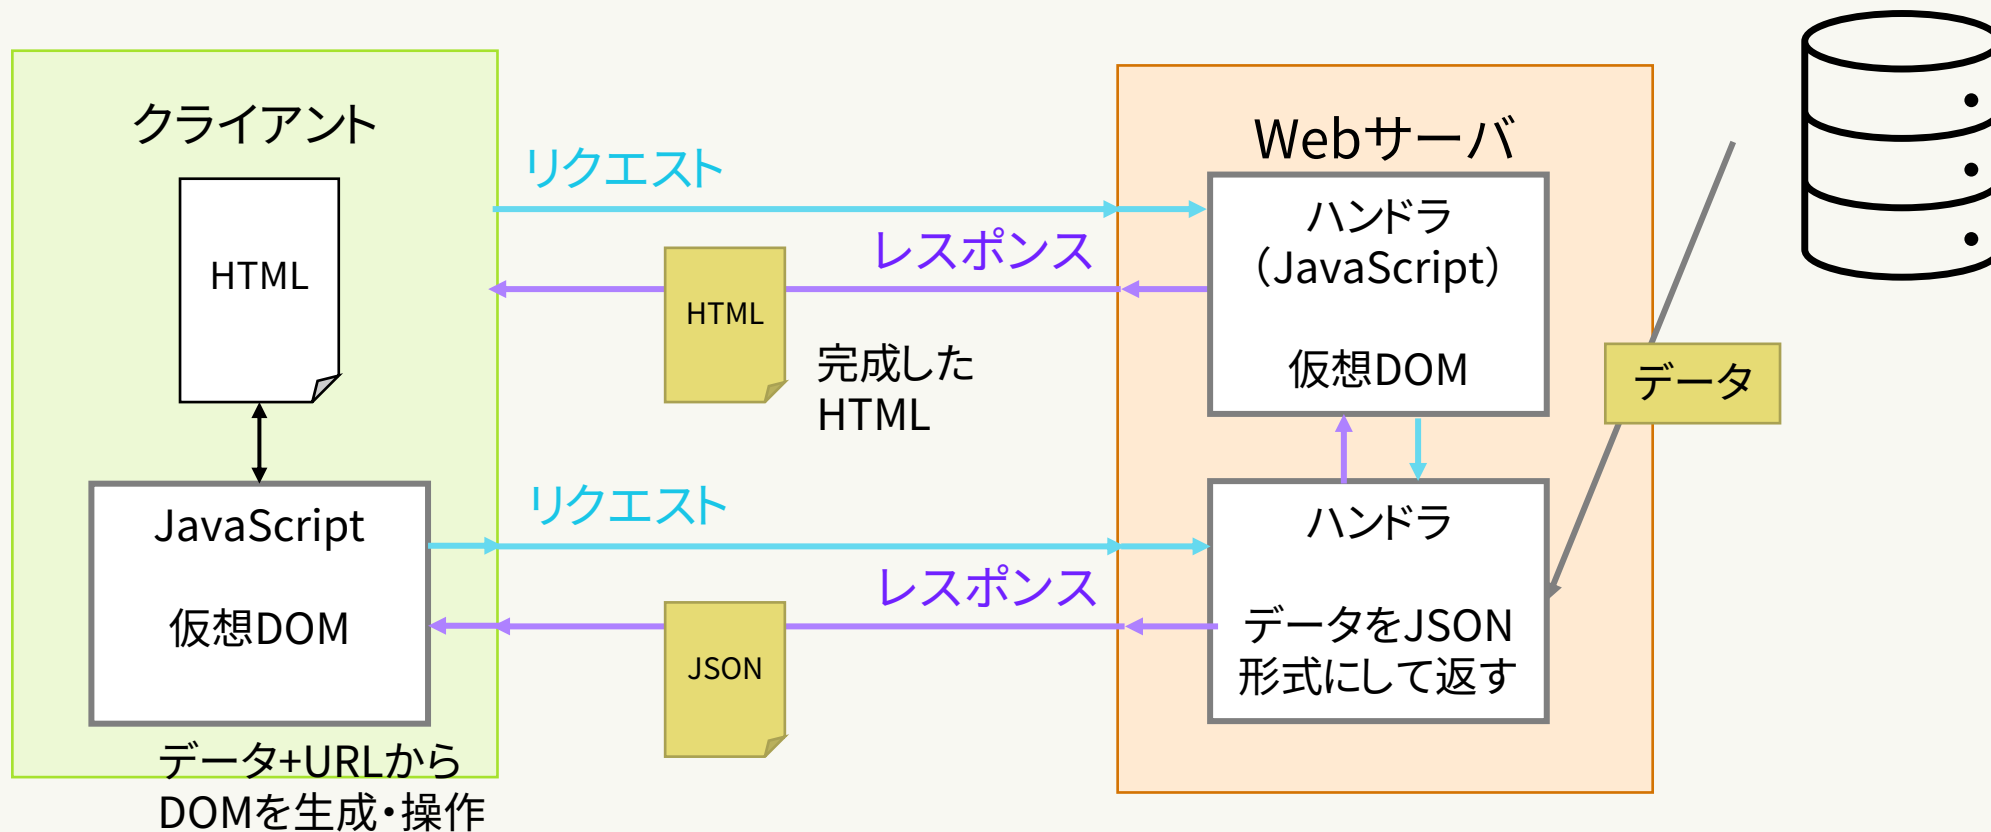 クライアント
HTML
JavaScript
仮想DOM
データ+URLから
DOMを生成・操作
リクエスト
レスポンス
HTML
完成した
HTML
リクエスト
レスポンス
JSON
Webサーバ
ハンドラ
（JavaScript）
仮想DOM
ハンドラ
データをJSON
形式にして返す
データ